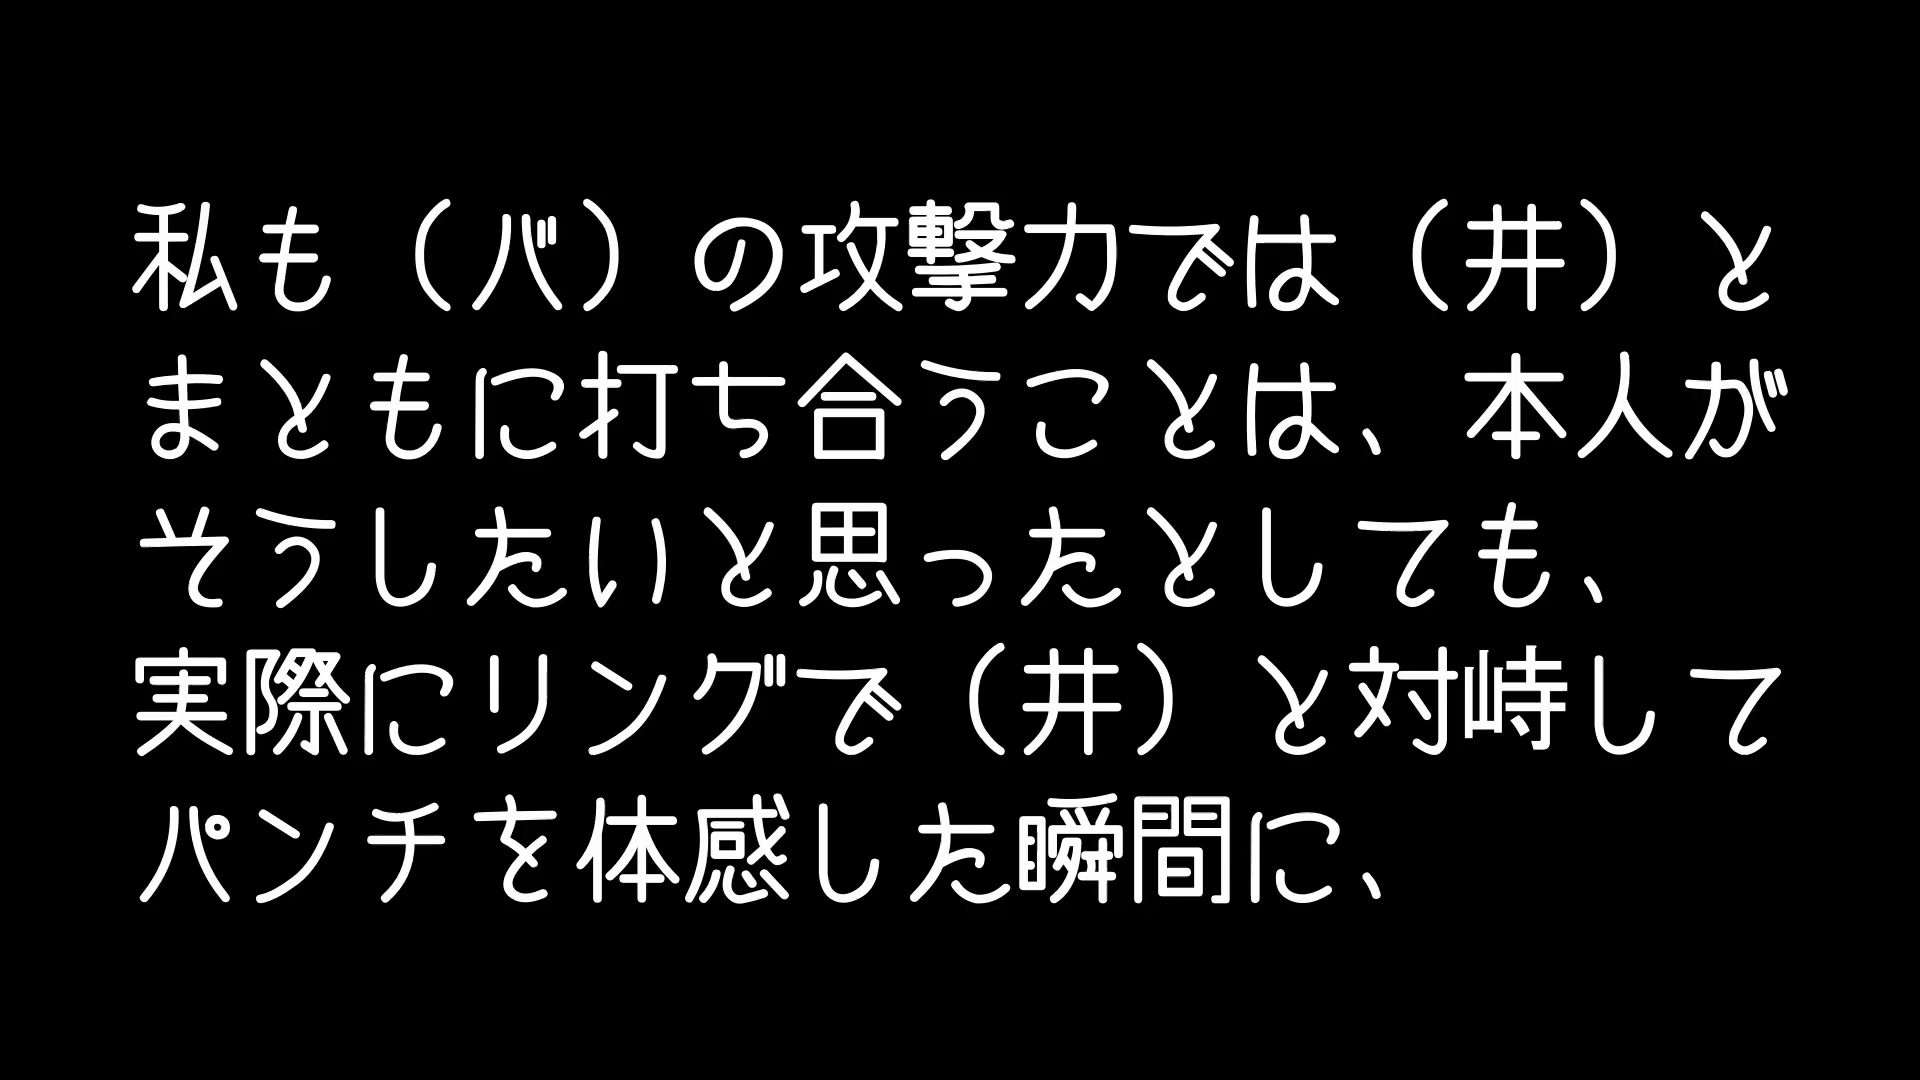 私も（バ）の攻撃力では（井）と
まともに打ち合うことは、本人が
そうしたいと思ったとしても、
実際にリングで（井）と対峙して
パンチを体感した瞬間に、